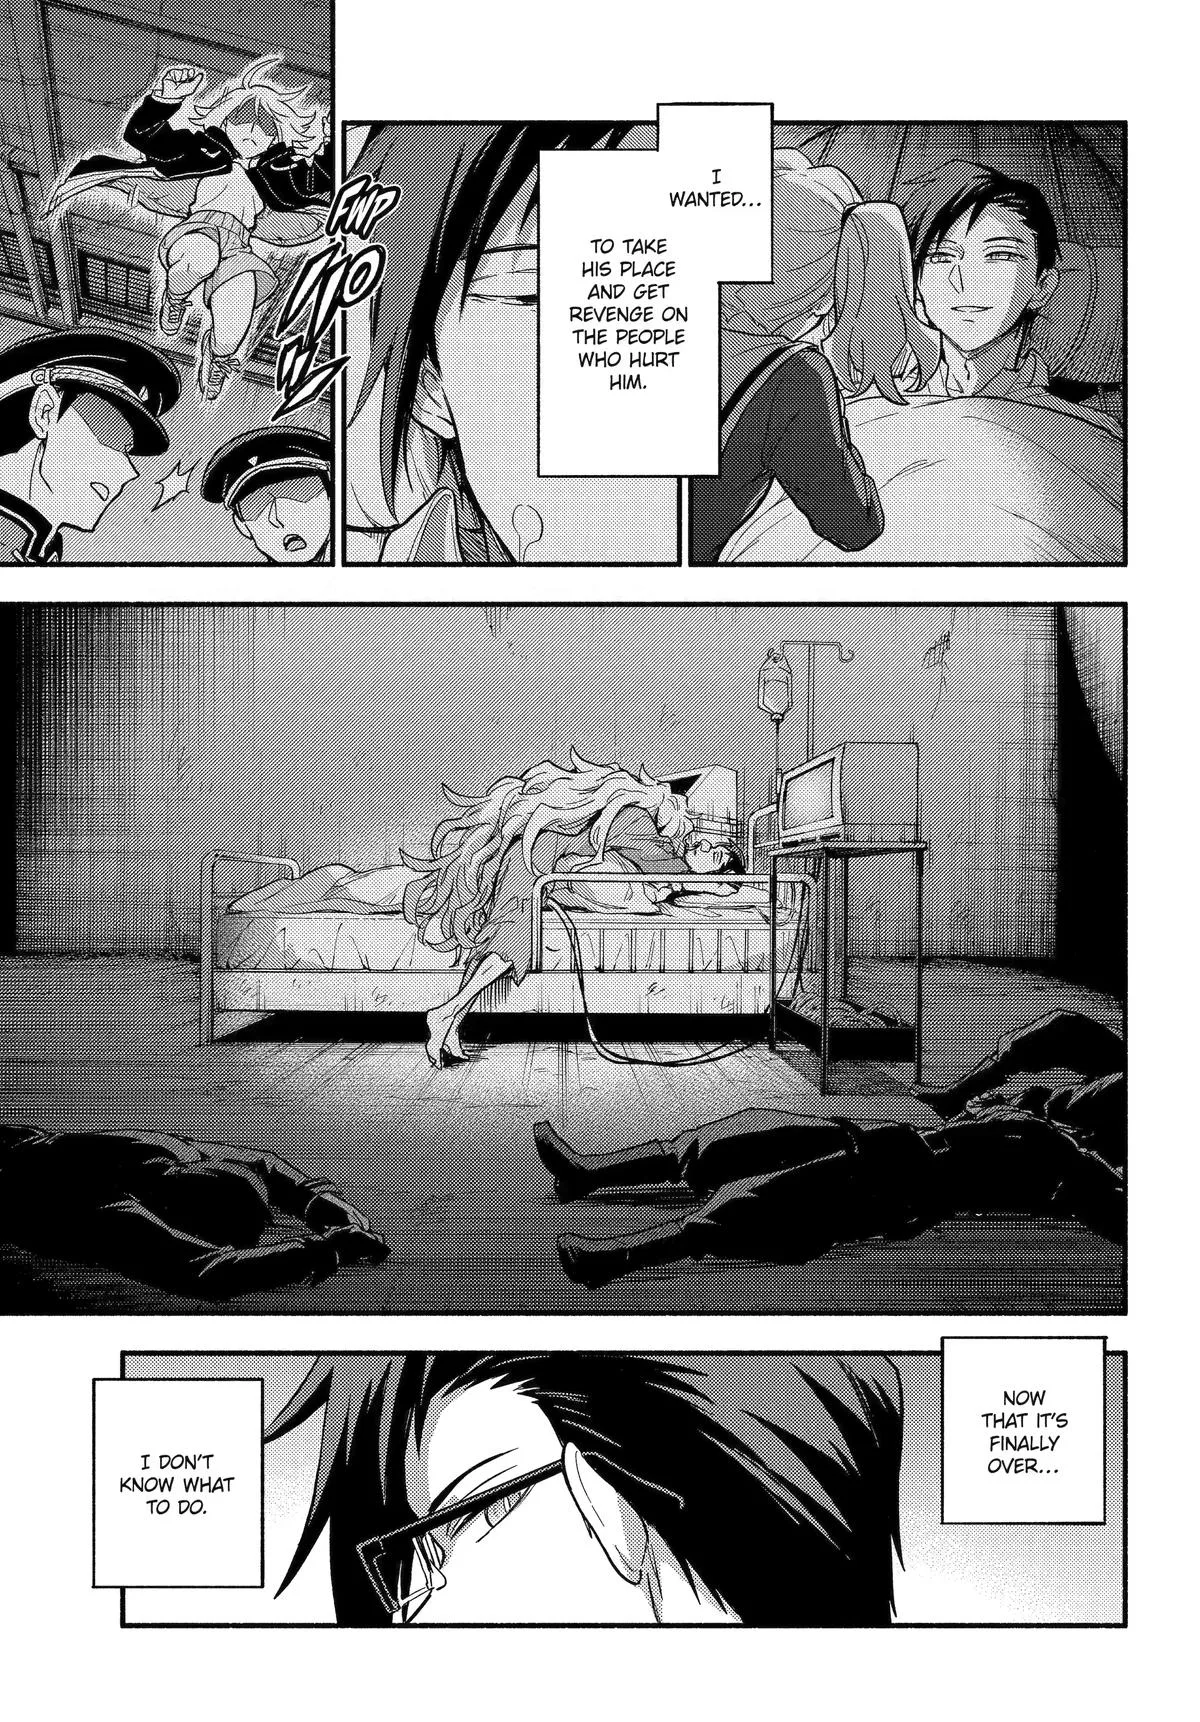 I
WANTED...
TO TAKE
HIS PLACE
AND GET
REVENGE ON
THE PEOPLE
WHO HURT
HIM.
FWP
NOW
THAT IT'S
FINALLY
OVER...
I DON'T
KNOW WHAT
TO DO.